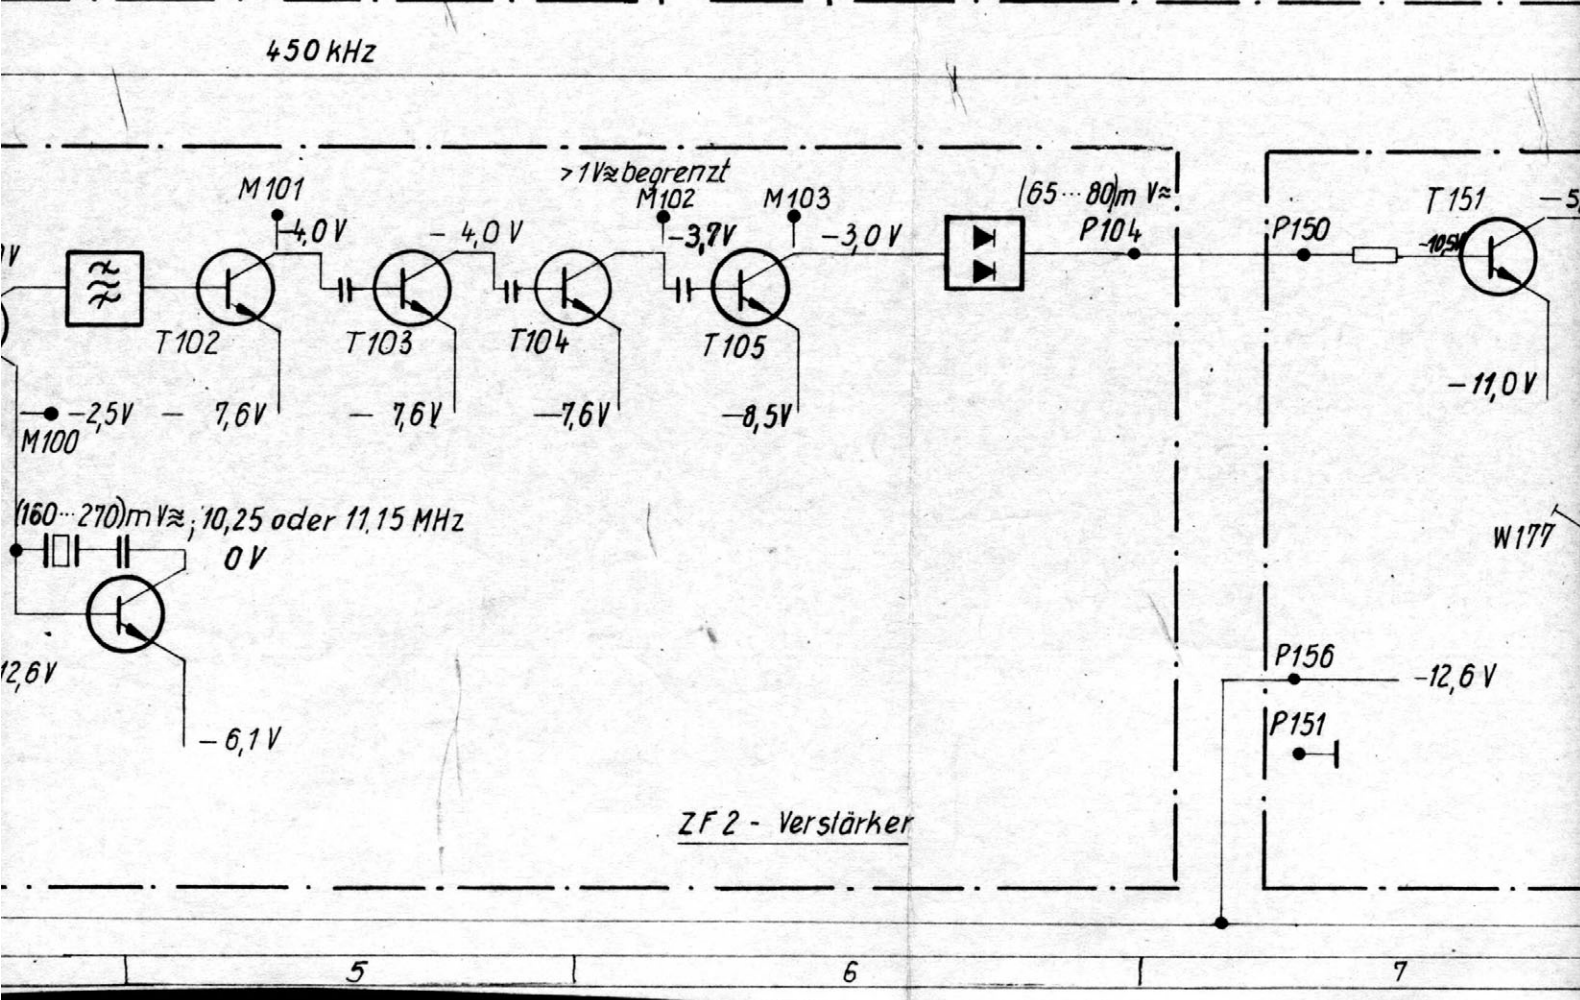 450 kHz
>1V≈begrenzt
M101
M102
M103
(65···80)m V≈
T151
-4,0V
- 4,0V
-3,7V
-3,0V
P104
P150
-10,5V
T102
T103
T104
T105
-11,0V
-2,5V
- 7,6V
- 7,6V
-7,6V
-8,5V
M100
(160···270)mV≈; 10,25 oder 11,15 MHz
0V
W177
12,6V
P156
-12,6V
-6,1V
P151
ZF2 - Verstärker
5
6
7